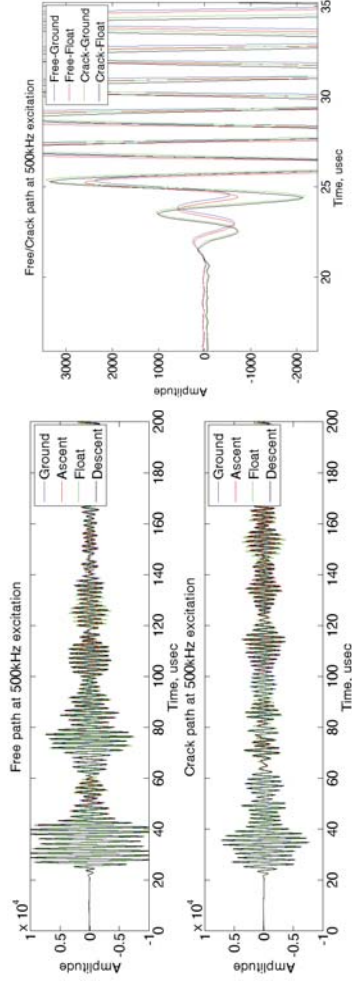 Free path at 500kHz excitation
x 10^4
1
0.5
0
-0.5
-1
Amplitude
0
20
40
60
80
100
120
140
160
180
200
Time, usec
Ground
Ascent
Float
Descent
Crack path at 500kHz excitation
x 10^4
1
0.5
0
-0.5
-1
Amplitude
0
20
40
60
80
100
120
140
160
180
200
Time, usec
Ground
Ascent
Float
Descent
Free/Crack path at 500kHz excitation
3000
2000
1000
0
-1000
-2000
Amplitude
20
25
30
35
Time, usec
Free-Ground
Free-Float
Crack-Ground
Crack-Float